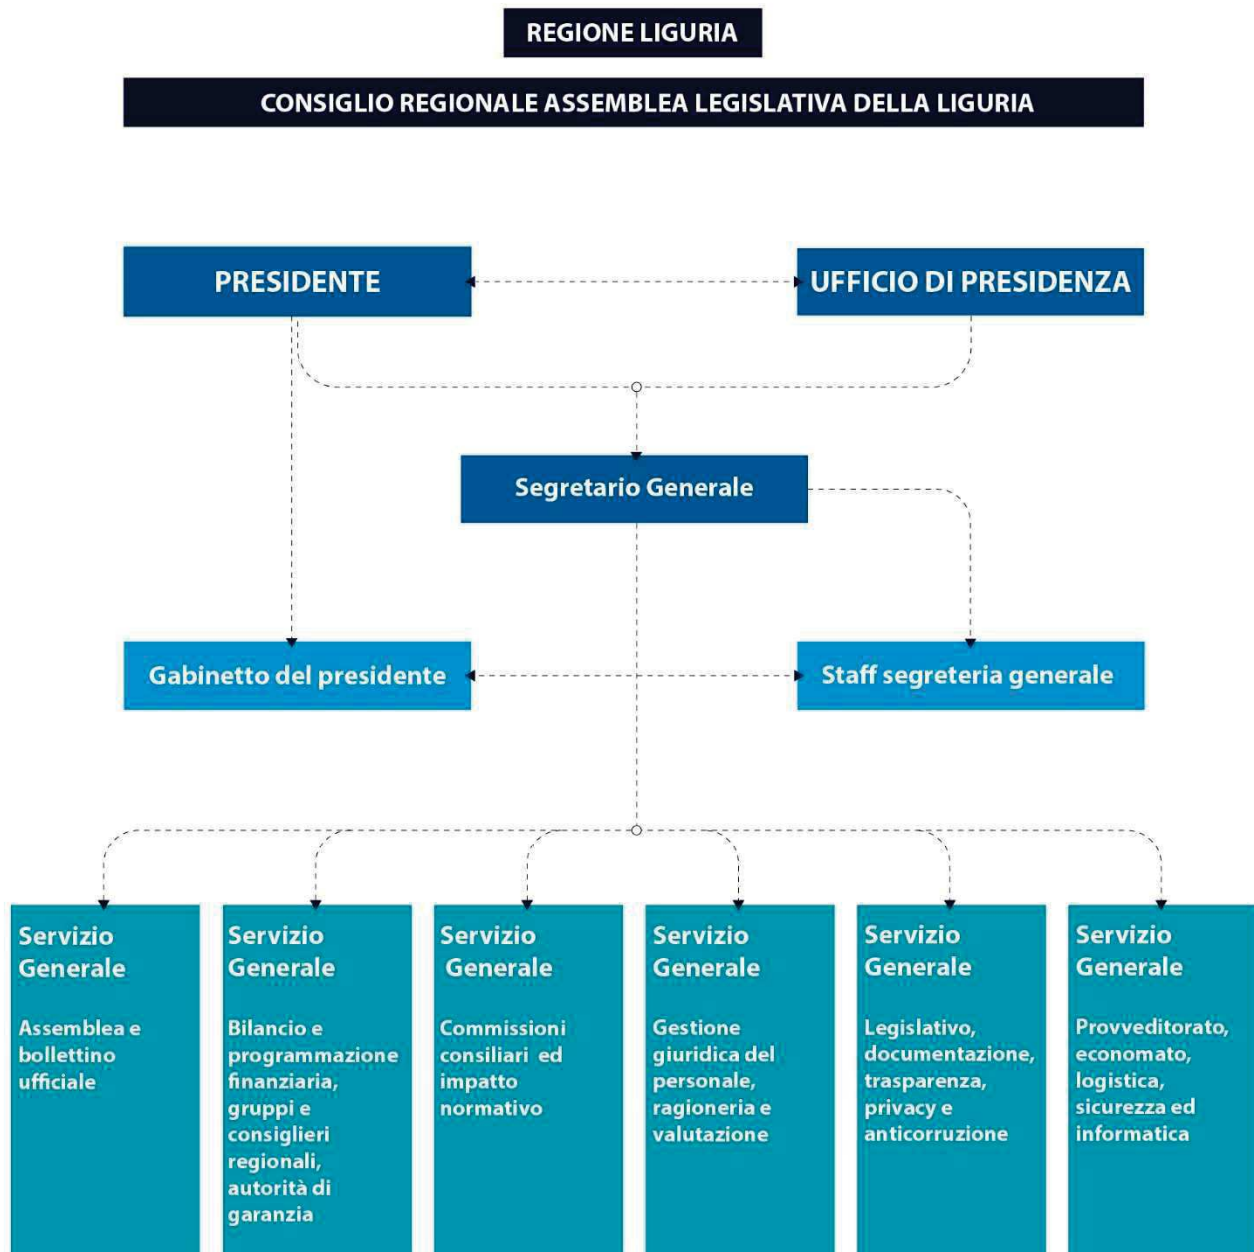 REGIONE LIGURIA
CONSIGLIO REGIONALE ASSEMBLEA LEGISLATIVA DELLA LIGURIA
PRESIDENTE
UFFICIO DI PRESIDENZA
Segretario Generale
Gabinetto del presidente
Staff segreteria generale
Servizio
Generale
Assemblea e
bollettino
ufficiale
Servizio
Generale
Bilancio e
programmazione
finanziaria,
gruppi e
consiglieri
regionali,
autorità di
garanzia
Servizio
Generale
Commissioni
consiliari ed
impatto
normativo
Servizio
Generale
Gestione
giuridica del
personale,
ragioneria e
valutazione
Servizio
Generale
Legislativo,
documentazione,
trasparenza,
privacy e
anticorruzione
Servizio
Generale
Provveditorato,
economato,
logistica,
sicurezza ed
informatica